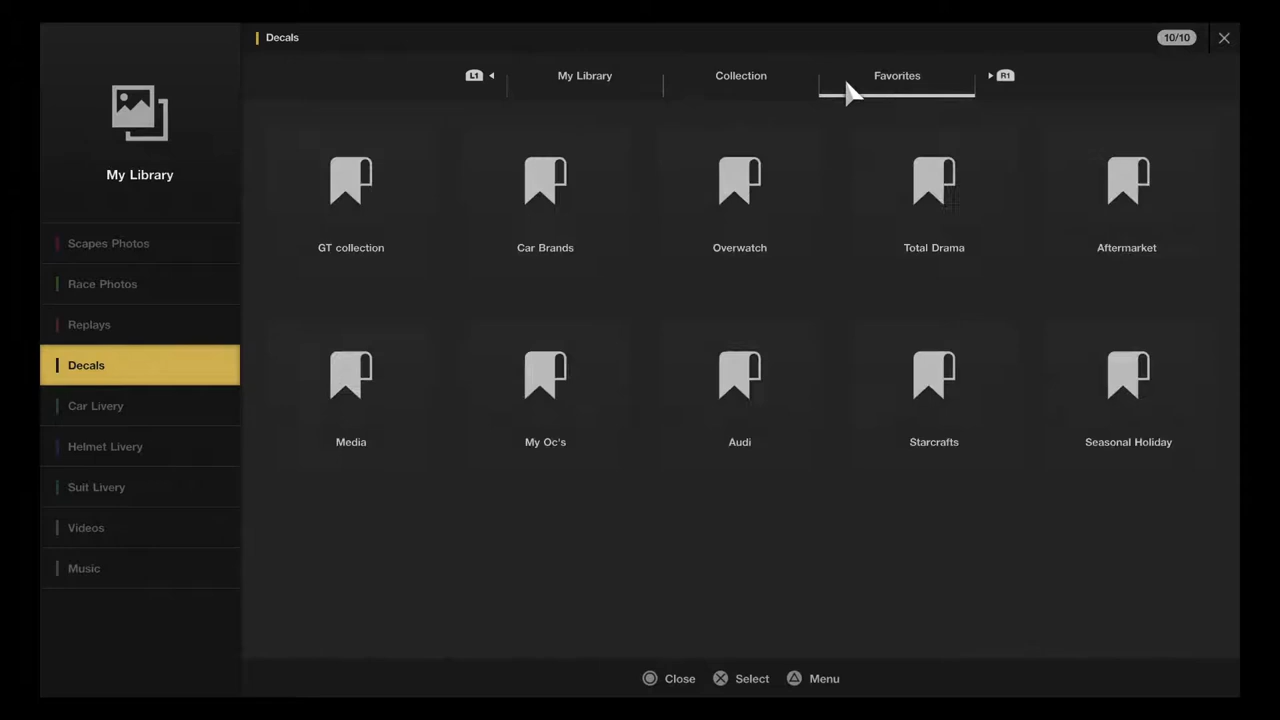 Decals
10/10
L1
My Library
Collection
Favorites
R1
My Library
Scapes Photos
Race Photos
Replays
Decals
Car Livery
Helmet Livery
Suit Livery
Videos
Music
GT collection
Car Brands
Overwatch
Total Drama
Aftermarket
Media
My Oc's
Audi
Starcrafts
Seasonal Holiday
Close
Select
Menu